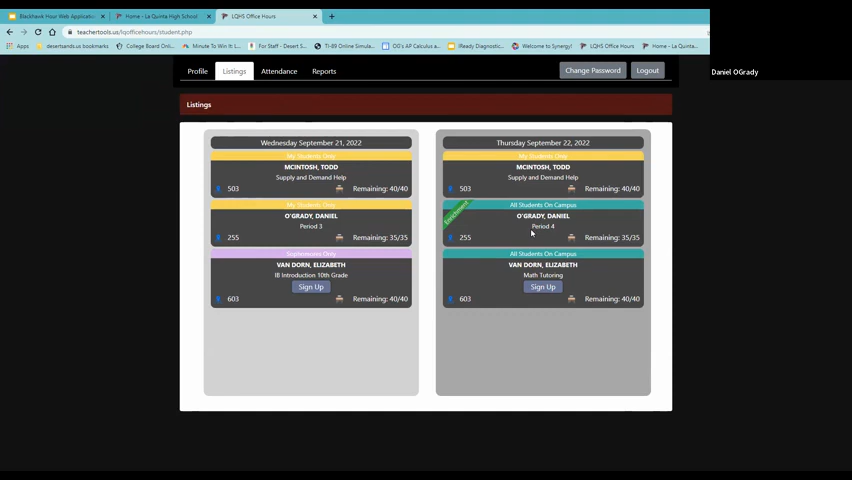 Blackhawk Hour Web Applicatio
Home - La Quinta High School
LQHS Office Hours
teachertools.us/lqofficehours/student.php
Apps
desertsands.us bookmarks
College Board Onl...
Minute To Win It: L...
For Staff - Desert S...
TI-89 Online Simula...
OG's AP Calculus a...
iReady Diagnostic...
Welcome to Synergy!
LQHS Office Hours
Home - La Quinta...
Daniel OGrady
Profile
Listings
Attendance
Reports
Change Password
Logout
Listings
Wednesday September 21, 2022
My Students Only
MCINTOSH, TODD
Supply and Demand Help
503
Remaining: 40/40
My Students Only
O'GRADY, DANIEL
Period 3
255
Remaining: 35/35
Sophomores Only
VAN DORN, ELIZABETH
III Introduction 10th Grade
Sign Up
603
Remaining: 40/40
Thursday September 22, 2022
My Students Only
MCINTOSH, TODD
Supply and Demand Help
503
Remaining: 40/40
All Students On Campus
Enrichment
O'GRADY, DANIEL
Period 4
255
Remaining: 35/35
All Students On Campus
VAN DORN, ELIZABETH
Math Tutoring
Sign Up
603
Remaining: 40/40